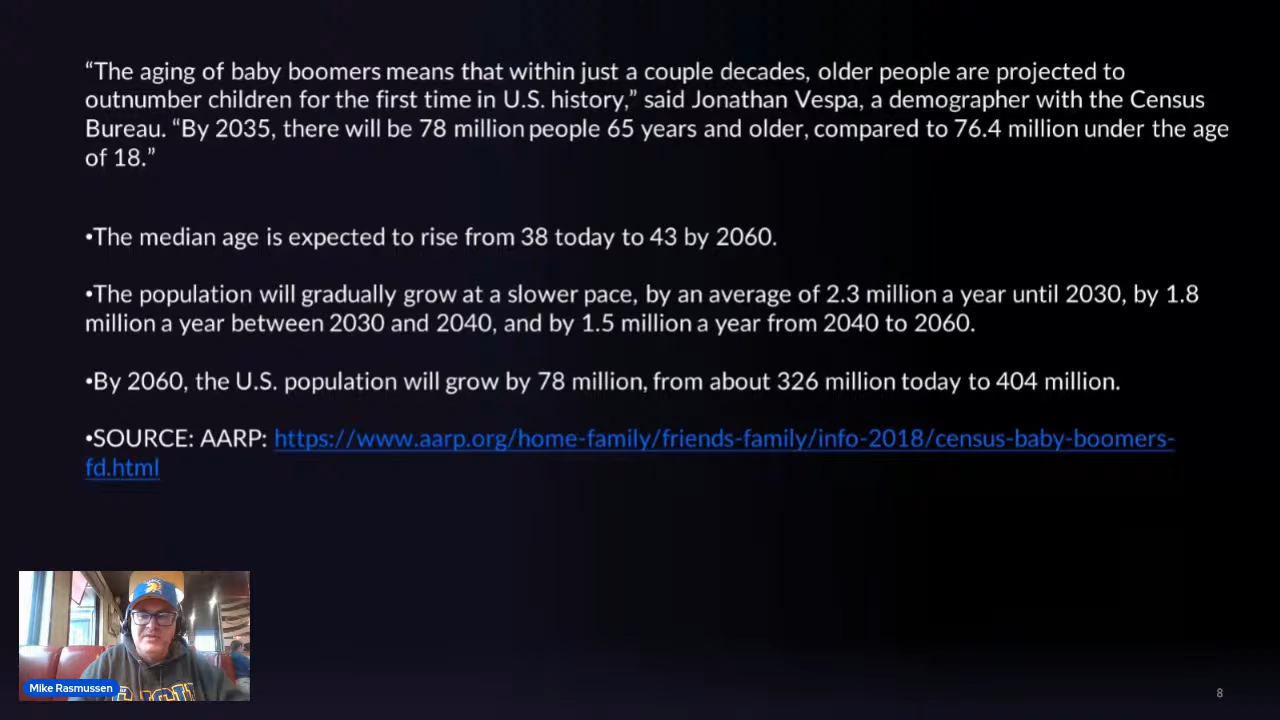 “The aging of baby boomers means that within just a couple decades, older people are projected to
outnumber children for the first time in U.S. history,” said Jonathan Vespa, a demographer with the Census
Bureau. “By 2035, there will be 78 million people 65 years and older, compared to 76.4 million under the age
of 18.”
•The median age is expected to rise from 38 today to 43 by 2060.
•The population will gradually grow at a slower pace, by an average of 2.3 million a year until 2030, by 1.8
million a year between 2030 and 2040, and by 1.5 million a year from 2040 to 2060.
•By 2060, the U.S. population will grow by 78 million, from about 326 million today to 404 million.
•SOURCE: AARP: https://www.aarp.org/home-family/friends-family/info-2018/census-baby-boomers-
fd.html
Mike Rasmussen
8